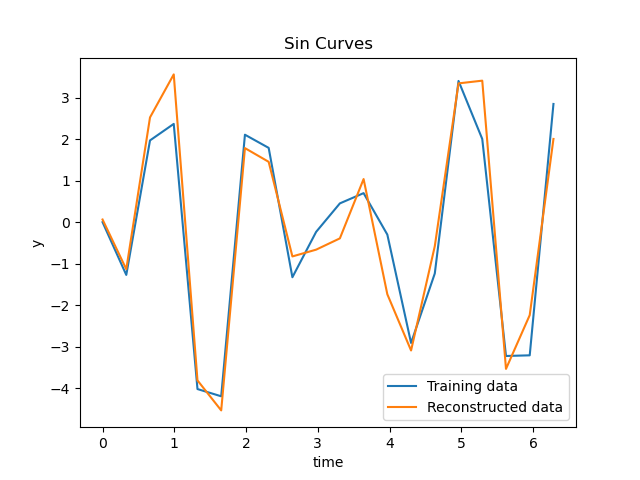 Sin Curves
y
3
2
1
0
−1
−2
−3
−4
Training data
Reconstructed data
0 1 2 3 4 5 6
time